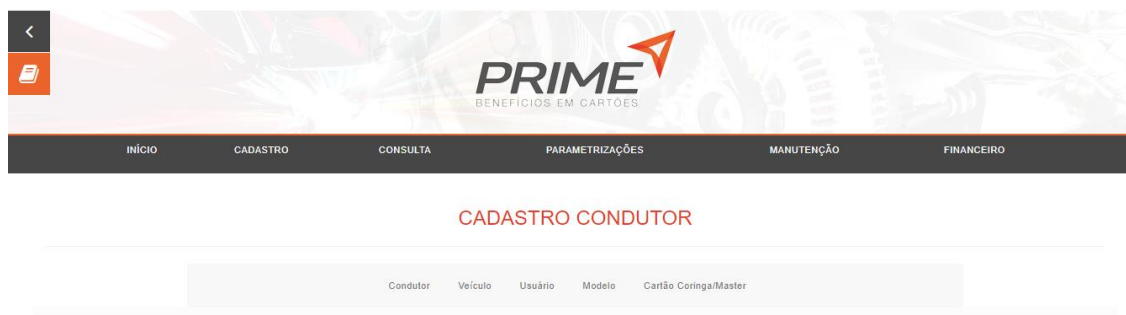 PRIME
BENEFÍCIOS EM CARTÕES
INÍCIO CADASTRO CONSULTA PARAMETRIZAÇÕES MANUTENÇÃO FINANCEIRO
CADASTRO CONDUTOR
Condutor Veículo Usuário Modelo Cartão Coringa/Master